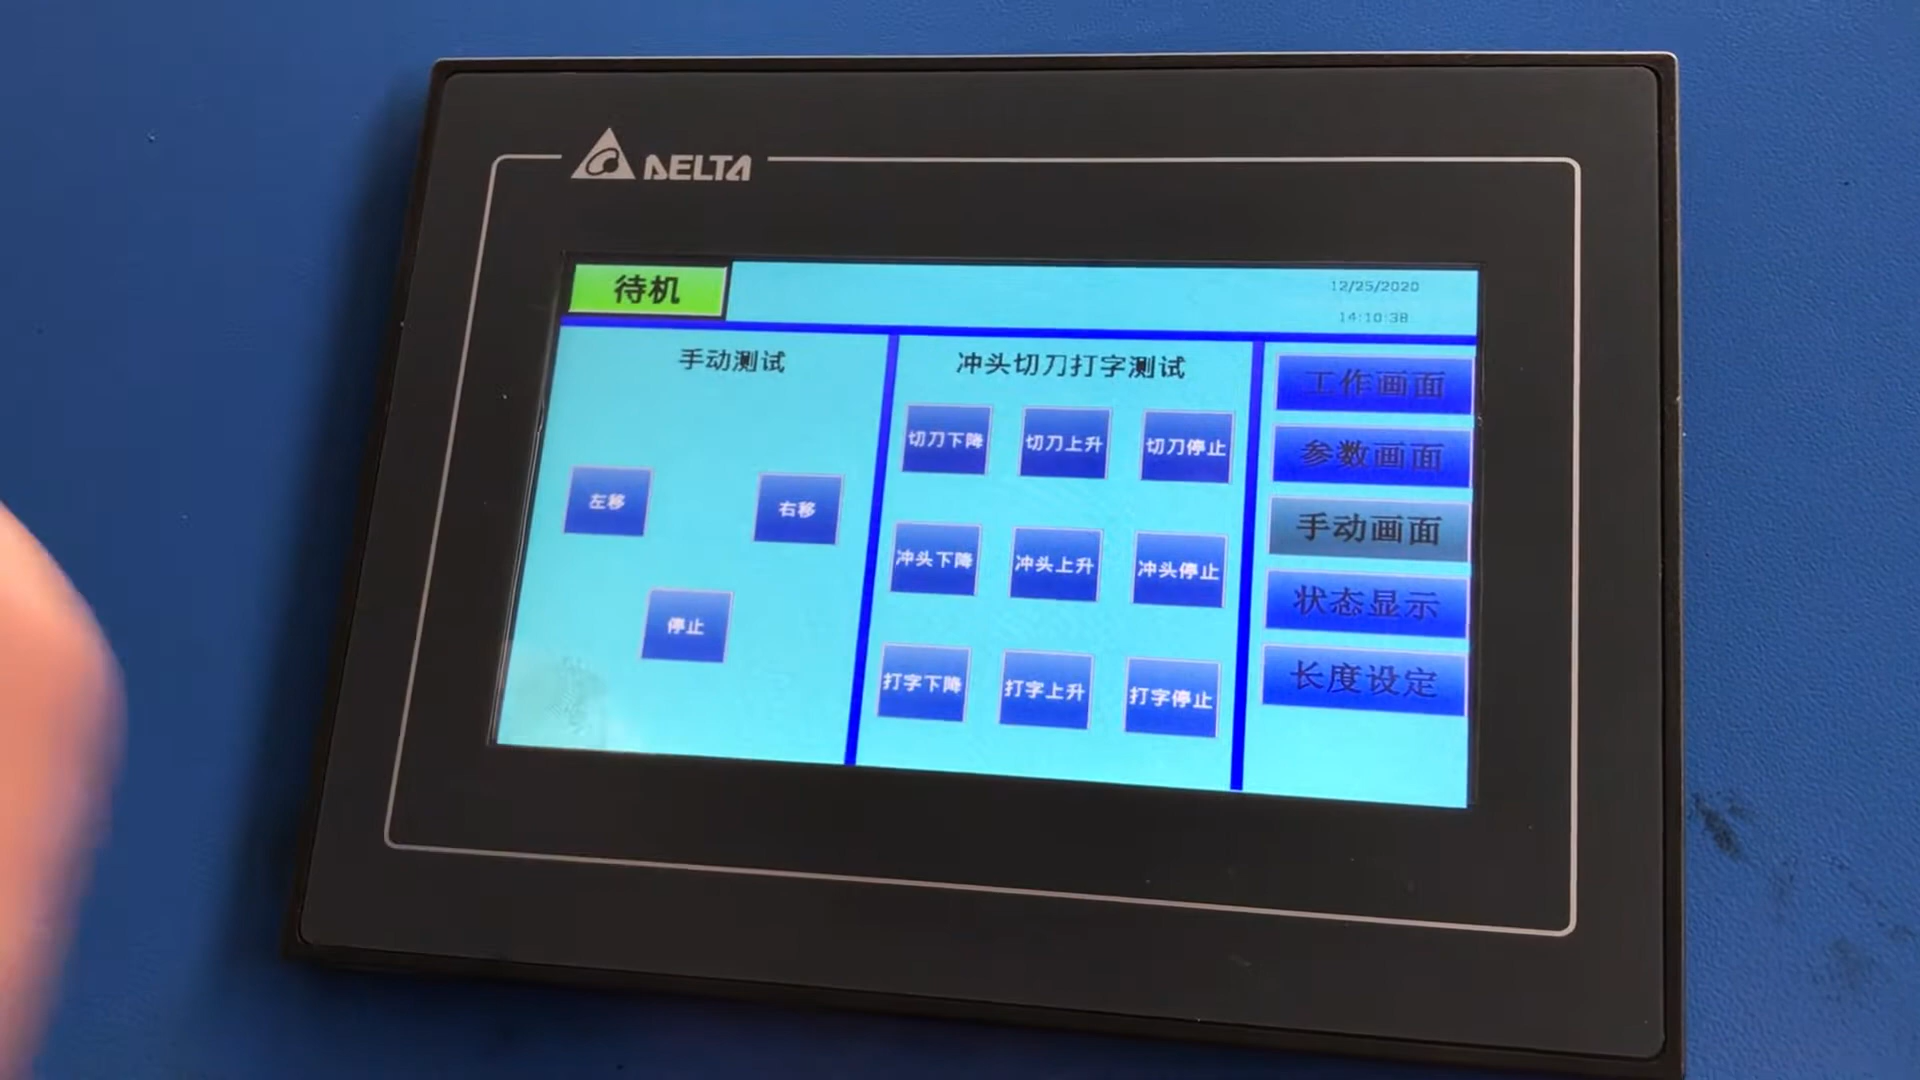 DELTA
待机
12/25/2020
14:10:38
手动测试
左移
右移
停止
冲头切刀打字测试
切刀下降
切刀上升
切刀停止
冲头下降
冲头上升
冲头停止
打字下降
打字上升
打字停止
工作画面
参数画面
手动画面
状态显示
长度设定